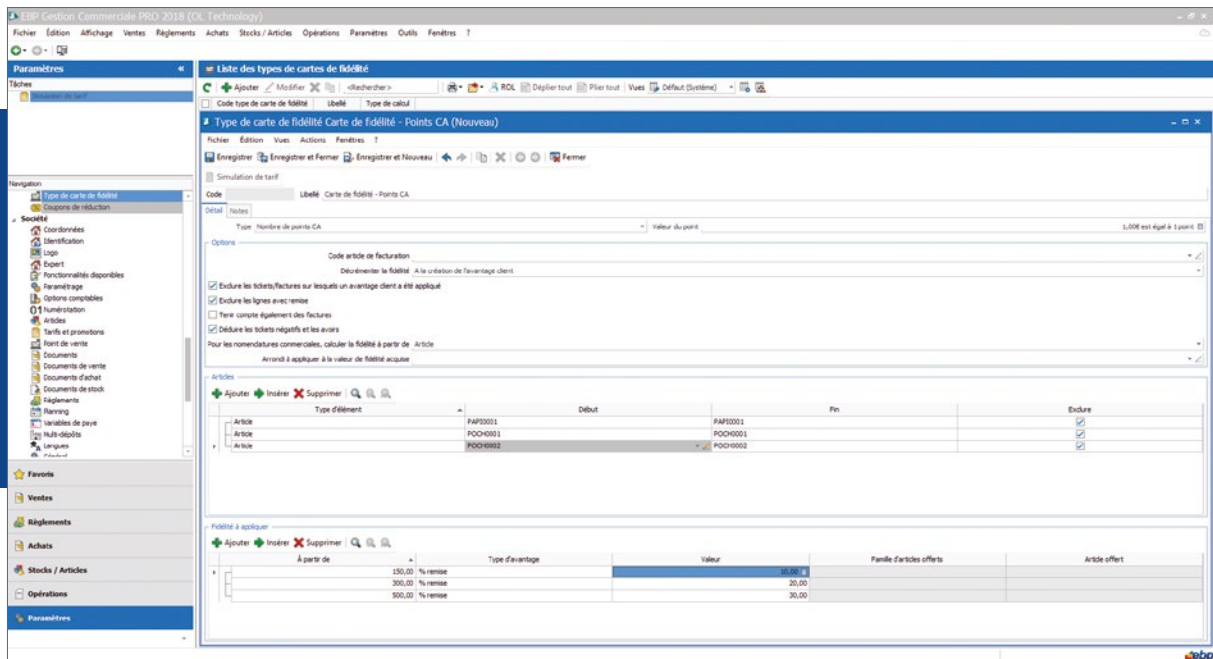 EBP Gestion Commerciale PRO 2018 (OL Technology)
Fichier Édition Affichage Ventes Règlements Achats Stocks / Articles Opérations Paramètres Outils Fenêtres ?
Paramètres
Tâches
Simulation de tarif
Navigation
Type de carte de fidélité
Coupons de réduction
Société
Coordonnées
Identification
Logo
Expert
Fonctionnalités disponibles
Paramétrage
Options comptables
Numérotation
Articles
Tarifs et promotions
Point de vente
Documents
Documents de vente
Documents d'achat
Documents de stock
Règlements
Planning
Variables de paye
Multi-dépôts
Langues
Général
Favoris
Ventes
Règlements
Achats
Stocks / Articles
Opérations
Paramètres
Liste des types de cartes de fidélité
Ajouter Modifier <Rechercher> ROL Déplier tout Plier tout Vues Défaut (Système)
Code type de carte de fidélité Libellé Type de calcul
Type de carte de fidélité Carte de fidélité - Points CA (Nouveau)
Fichier Édition Vues Actions Fenêtres ?
Enregistrer Enregistrer et Fermer Enregistrer et Nouveau Fermer
Simulation de tarif
Code Libellé Carte de fidélité - Points CA
Détail Notes
Type Nombre de points CA Valeur du point 1,00€ est égal à 1 point
Options
Code article de facturation
Décrémenter la fidélité A la création de l'avantage client
Exclure les tickets/factures sur lesquels un avantage client a été appliqué
Exclure les lignes avec remise
Tenir compte également des factures
Déduire les tickets négatifs et les avoirs
Pour les nomenclatures commerciales, calculer la fidélité à partir de Article
Arrondi à appliquer à la valeur de fidélité acquise
Articles
Ajouter Insérer Supprimer
Type d'élément Début Fin Exclure
Article PAPI0001 PAPI0001
Article POCH0001 POCH0001
Article POCH0002 POCH0002
Fidélité à appliquer
Ajouter Insérer Supprimer
À partir de Type d'avantage Valeur Famille d'articles offerts Article offert
150,00 % remise 10,00
300,00 % remise 20,00
500,00 % remise 30,00
ebp